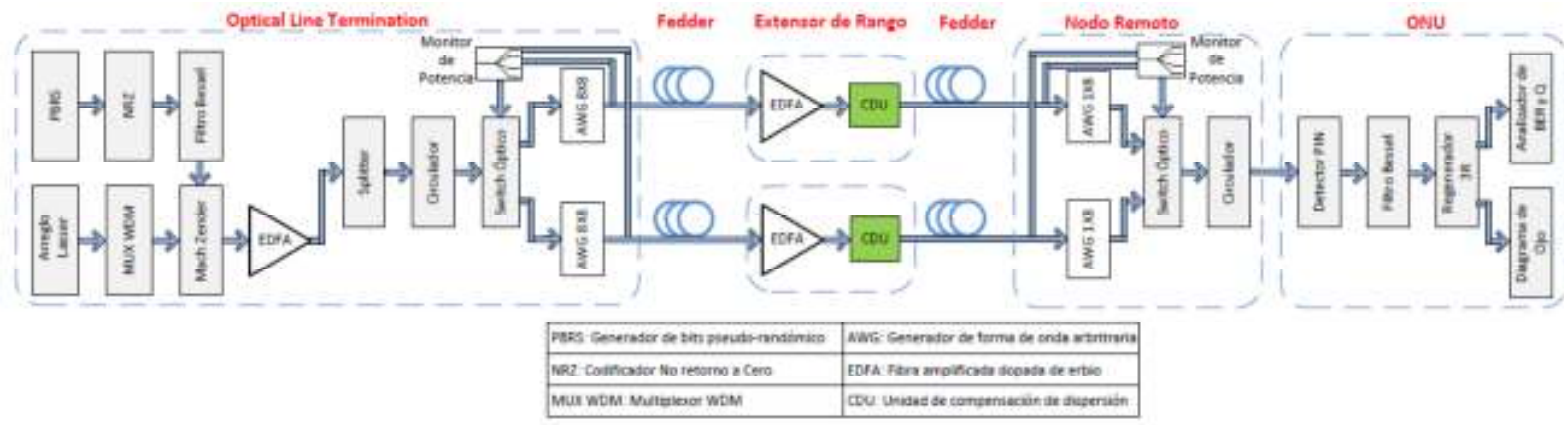 Optical Line Termination
Fedder
Extensor de Rango
Fedder
Nodo Remoto
ONU
PBRS
NRZ
Filtro Bessel
Arreglo
Lasser
MUX WDM
Mach Zender
EDFA
Splitter
Circulador
Switch Óptico
Monitor
de
Potencia
AWG 8X8
AWG 8X8
EDFA
CDU
EDFA
CDU
AWG 1X8
AWG 1X8
Monitor
de
Potencia
Switch Óptico
Circulador
Detector PIN
Filtro Bessel
Regenerador
3R
Analizador de
BER y Q
Diagrama de
Ojo
PBRS: Generador de bits pseudo-randómico
AWG: Generador de forma de onda arbritraria
NRZ: Codificador No retorno a Cero
EDFA: Fibra amplificada dopada de erbio
MUX WDM: Multiplexor WDM
CDU: Unidad de compensación de dispersión